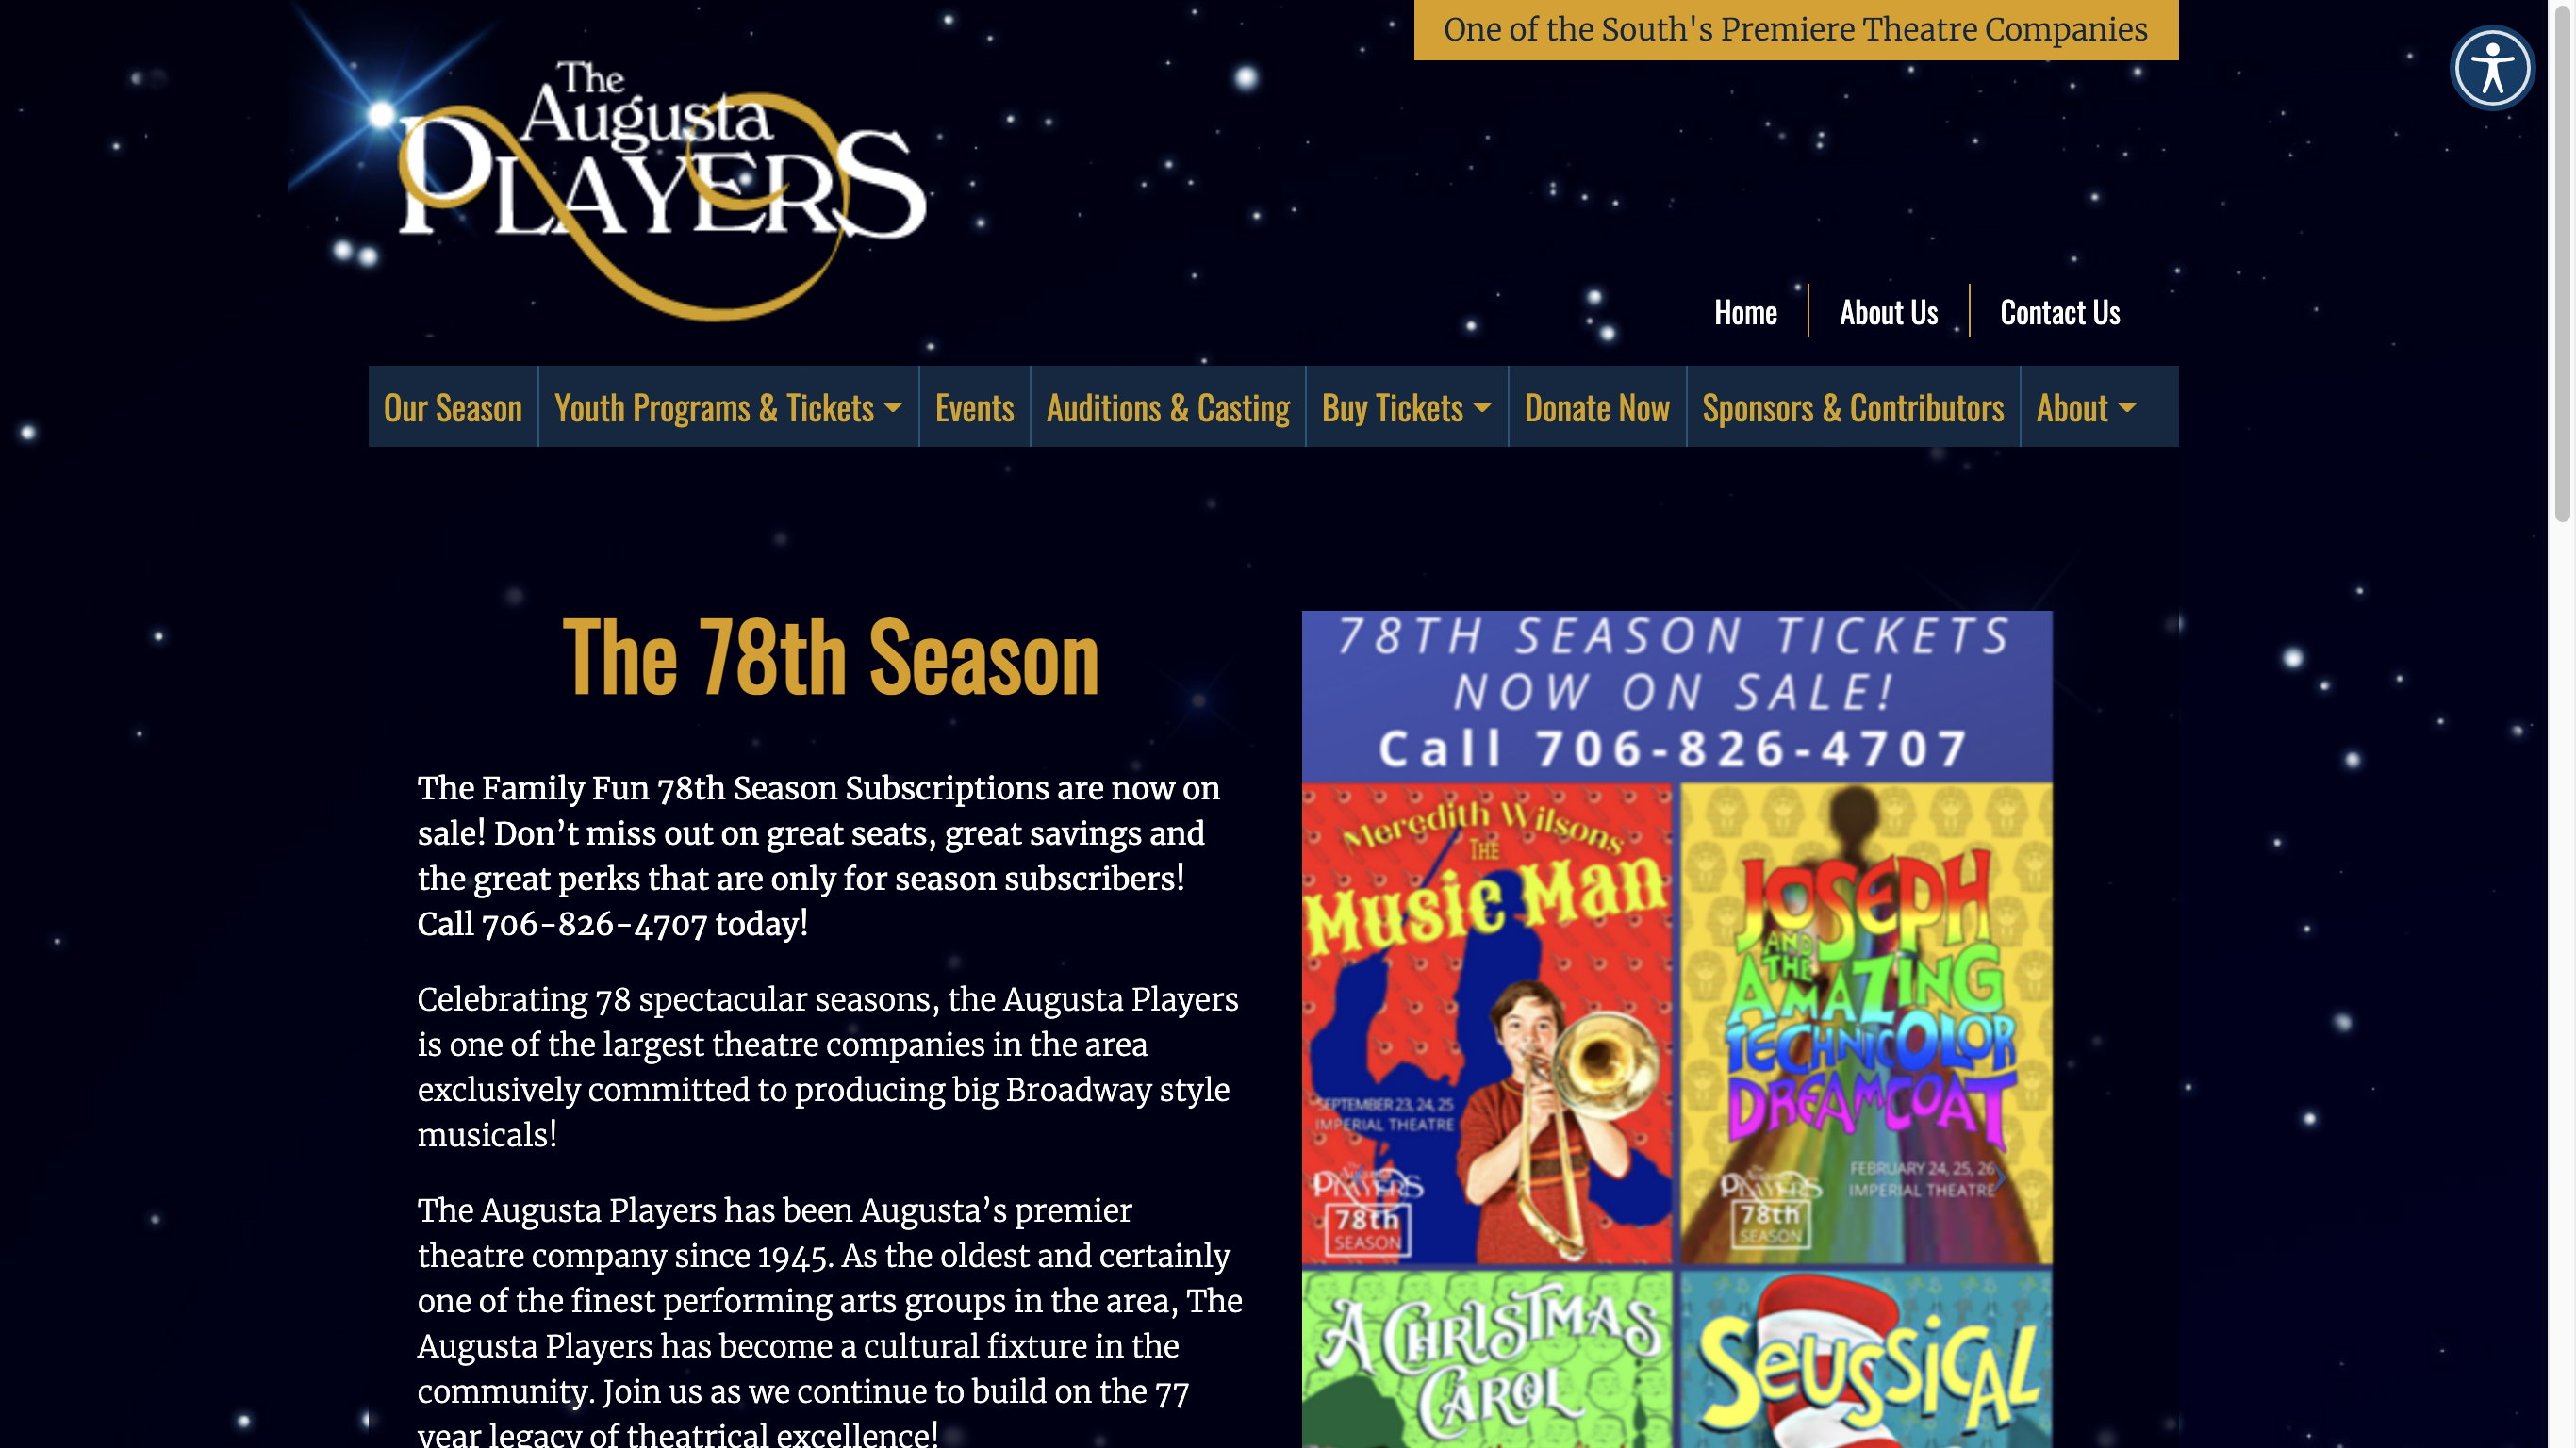 One of the South's Premiere Theatre Companies
The
Augusta
PLAYERS
Home
About Us
Contact Us
Our Season
Youth Programs & Tickets
Events
Auditions & Casting
Buy Tickets
Donate Now
Sponsors & Contributors
About
The 78th Season
The Family Fun 78th Season Subscriptions are now on
sale! Don’t miss out on great seats, great savings and
the great perks that are only for season subscribers!
Call 706-826-4707 today!
Celebrating 78 spectacular seasons, the Augusta Players
is one of the largest theatre companies in the area
exclusively committed to producing big Broadway style
musicals!
The Augusta Players has been Augusta’s premier
theatre company since 1945. As the oldest and certainly
one of the finest performing arts groups in the area, The
Augusta Players has become a cultural fixture in the
community. Join us as we continue to build on the 77
year legacy of theatrical excellence!
78TH SEASON TICKETS
NOW ON SALE!
Call 706-826-4707
Meredith Wilsons
THE
Music Man
SEPTEMBER 23, 24, 25
IMPERIAL THEATRE
PLAYERS
78th
SEASON
JOSEPH
AND
THE
AMAZING
TECHNICOLOR
DREAMCOAT
FEBRUARY 24, 25, 26
IMPERIAL THEATRE
PLAYERS
78th
SEASON
A CHRISTMAS
CAROL
SEUSSICAL